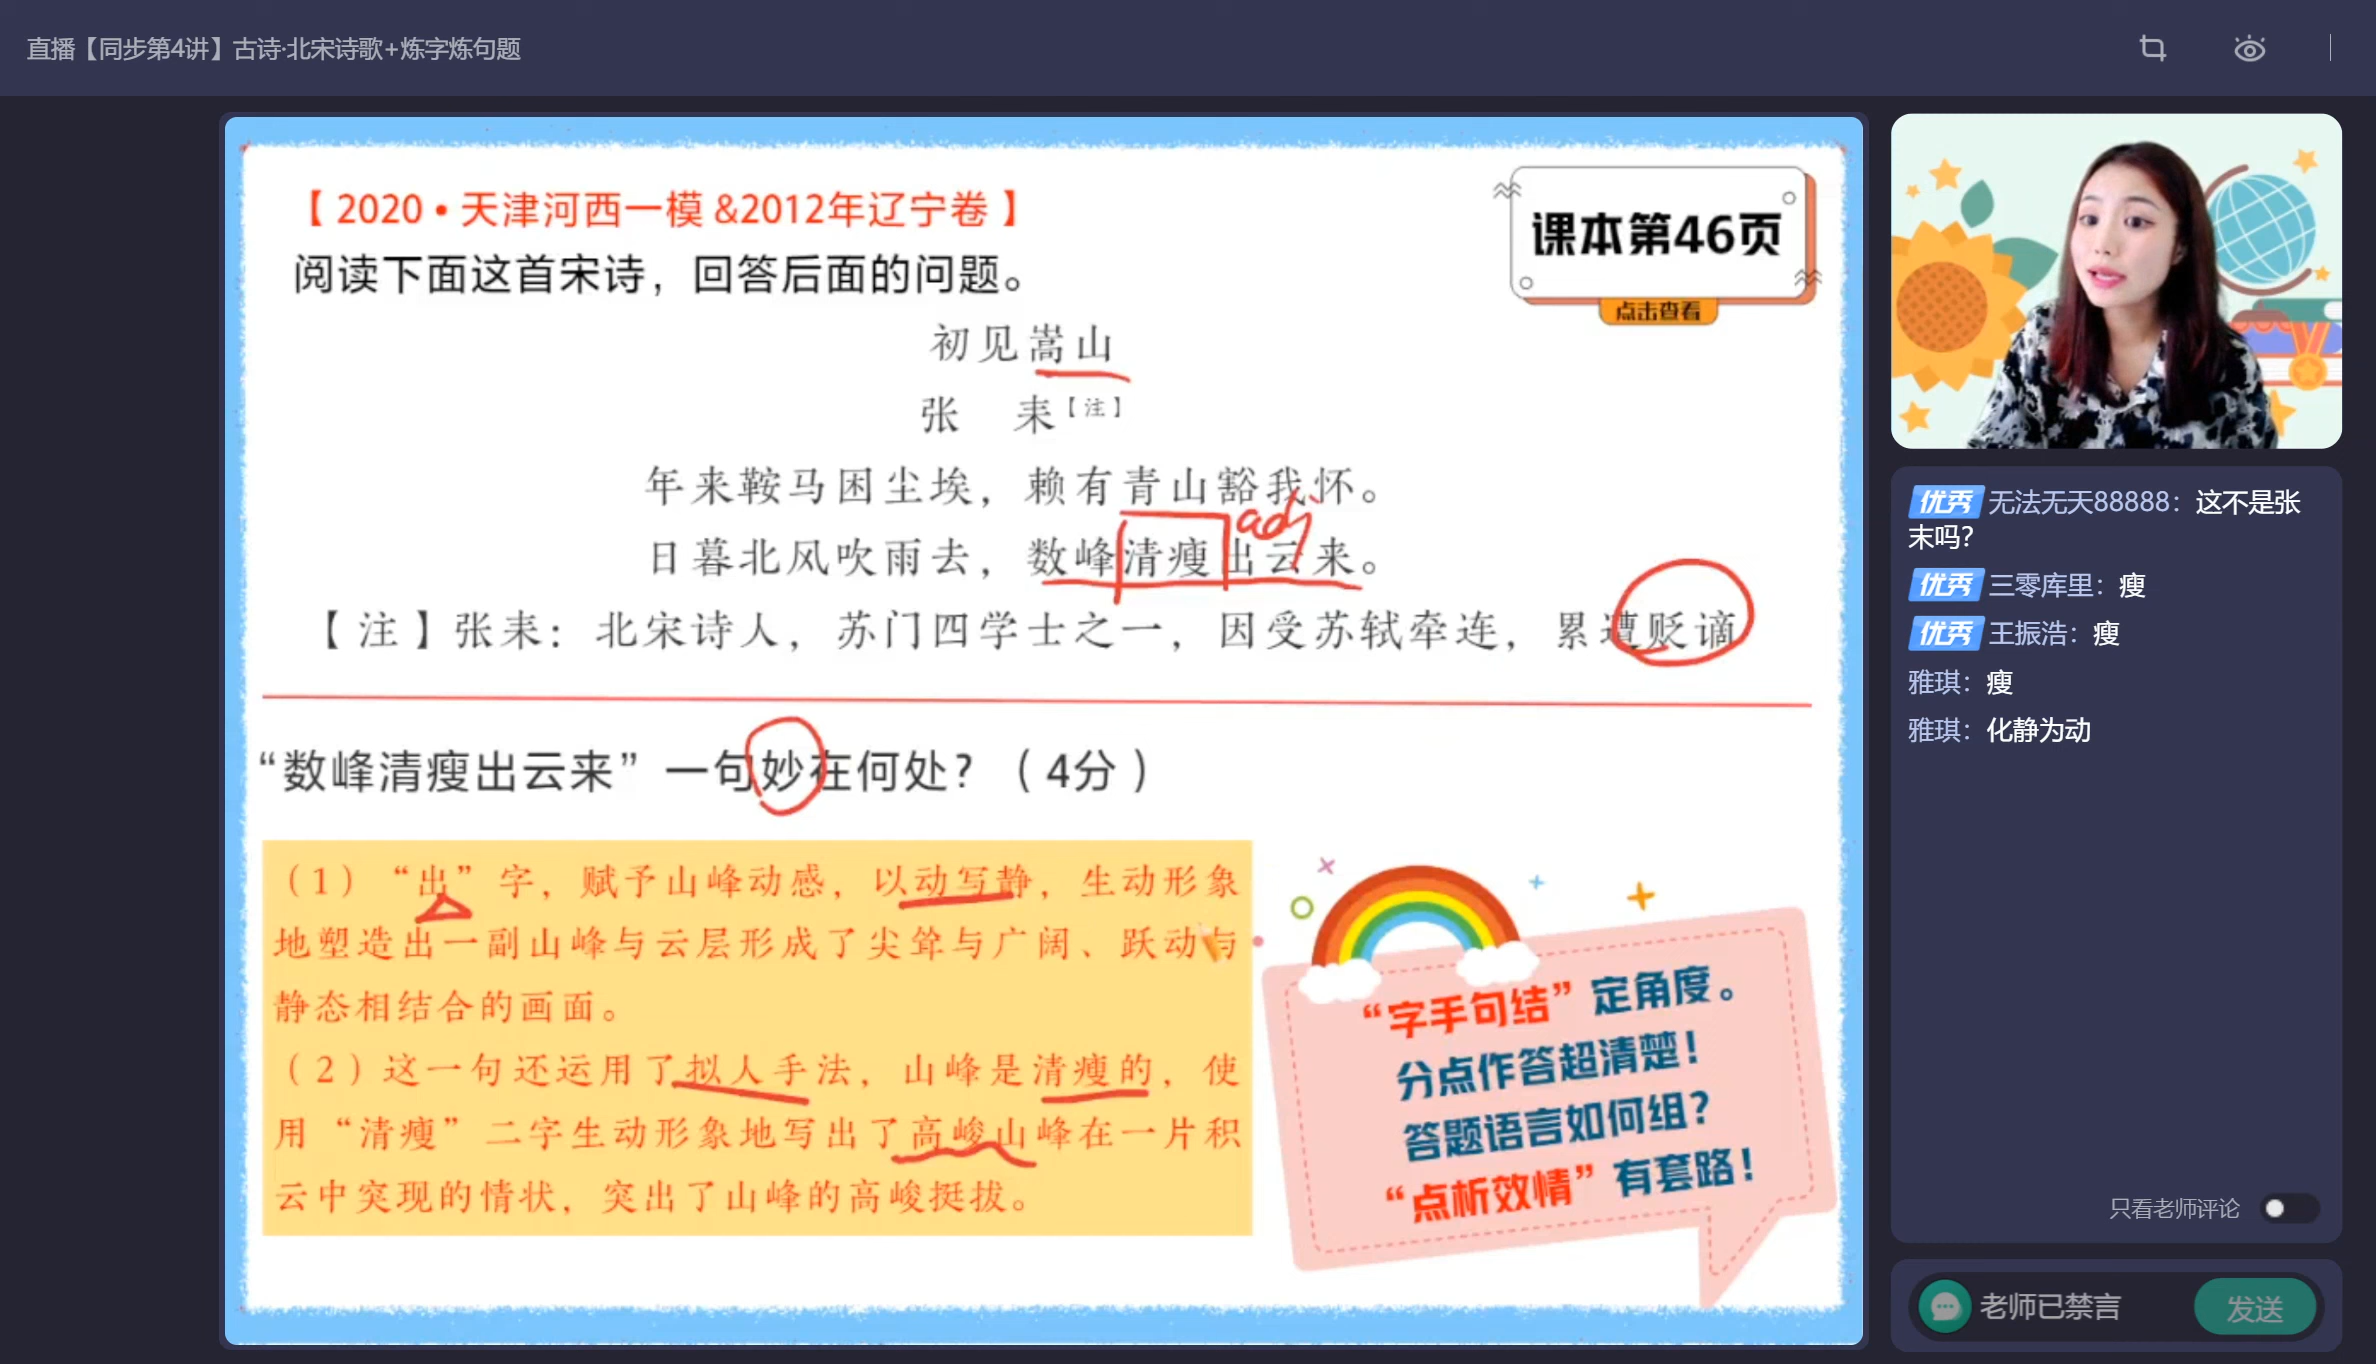 直播【同步第4讲】古诗·北宋诗歌+炼字炼句题
【 2020 • 天津河西一模 &2012年辽宁卷 】
课本第46页
点击查看
阅读下面这首宋诗，回答后面的问题。
初见嵩山
张 耒【注】
年来鞍马困尘埃，赖有青山豁我怀。
adj
日暮北风吹雨去，数峰清瘦出云来。
【 注 】张耒：北宋诗人，苏门四学士之一，因受苏轼牵连，累遭贬谪
“数峰清瘦出云来” 一句妙在何处？（4分）
（1）“出”字，赋予山峰动感，以动写静，生动形象
地塑造出一副山峰与云层形成了尖耸与广阔、跃动与
静态相结合的画面。
（2）这一句还运用了拟人手法，山峰是清瘦的，使
用“清瘦”二字生动形象地写出了高峻山峰在一片积
云中突现的情状，突出了山峰的高峻挺拔。
“字手句结”定角度。
分点作答超清楚！
答题语言如何组？
“点析效情”有套路！
优秀 无法无天88888：这不是张
末吗？
优秀 三零库里：瘦
优秀 王振浩：瘦
雅琪：瘦
雅琪：化静为动
只看老师评论
老师已禁言
发送